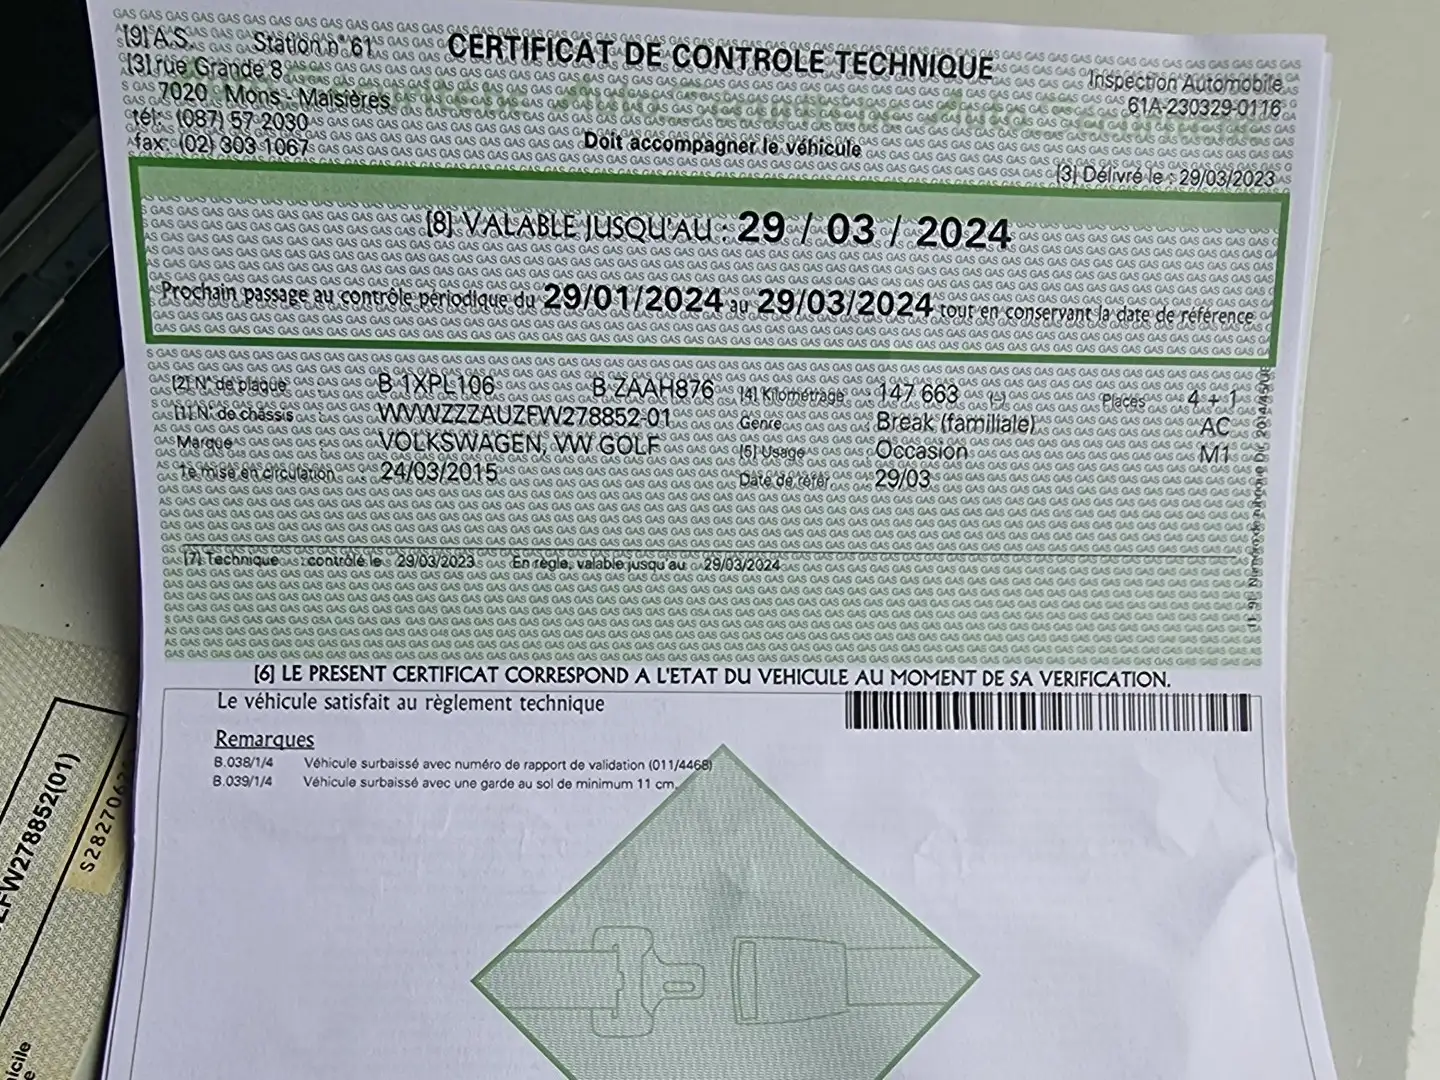 [9] A.S. Station n° 61
CERTIFICAT DE CONTROLE TECHNIQUE
[3] rue Grande 8
Inspection Automobile
7020 Mons - Maisières
61A-230329-0116
tél: (087) 57 2030
Doit accompagner le véhicule
fax: (02) 303 1067
[3] Délivré le : 29/03/2023
[8] VALABLE JUSQU'AU : 29 / 03 / 2024
Prochain passage au contrôle périodique du 29/01/2024 au 29/03/2024 tout en conservant la date de référence
[2] N° de plaque B 1XPL106 B ZAAH876 [4] Kilométrage 147 663 Places 4 + 1
[1] N° de châssis : WVWZZZAUZFW278852-01 Genre : Break (familiale) AC
Marque VOLKSWAGEN, VW GOLF [5] Usage Occasion M1
1e mise en circulation : 24/03/2015 Date de référ. 29/03
[7] Technique : contrôlé le 29/03/2023 En règle, valable jusqu'au 29/03/2024
[6] LE PRESENT CERTIFICAT CORRESPOND A L'ETAT DU VEHICULE AU MOMENT DE SA VERIFICATION.
Le véhicule satisfait au règlement technique
Remarques
B.038/1/4 Véhicule surbaissé avec numéro de rapport de validation (011/4468)
B.039/1/4 Véhicule surbaissé avec une garde au sol de minimum 11 cm.
FW278852(01)